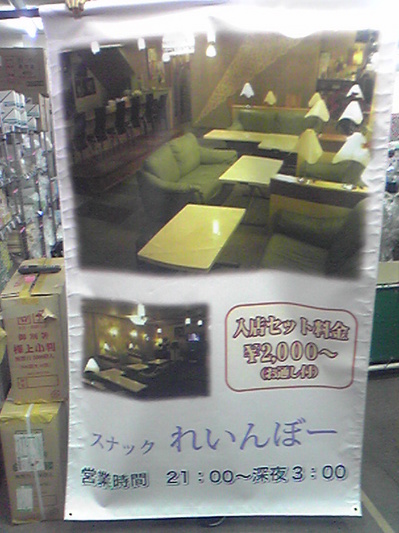 入店セット料金
¥2,000～
(お通し付)
スナック れいんぼー
営業時間 21：00～深夜3：00